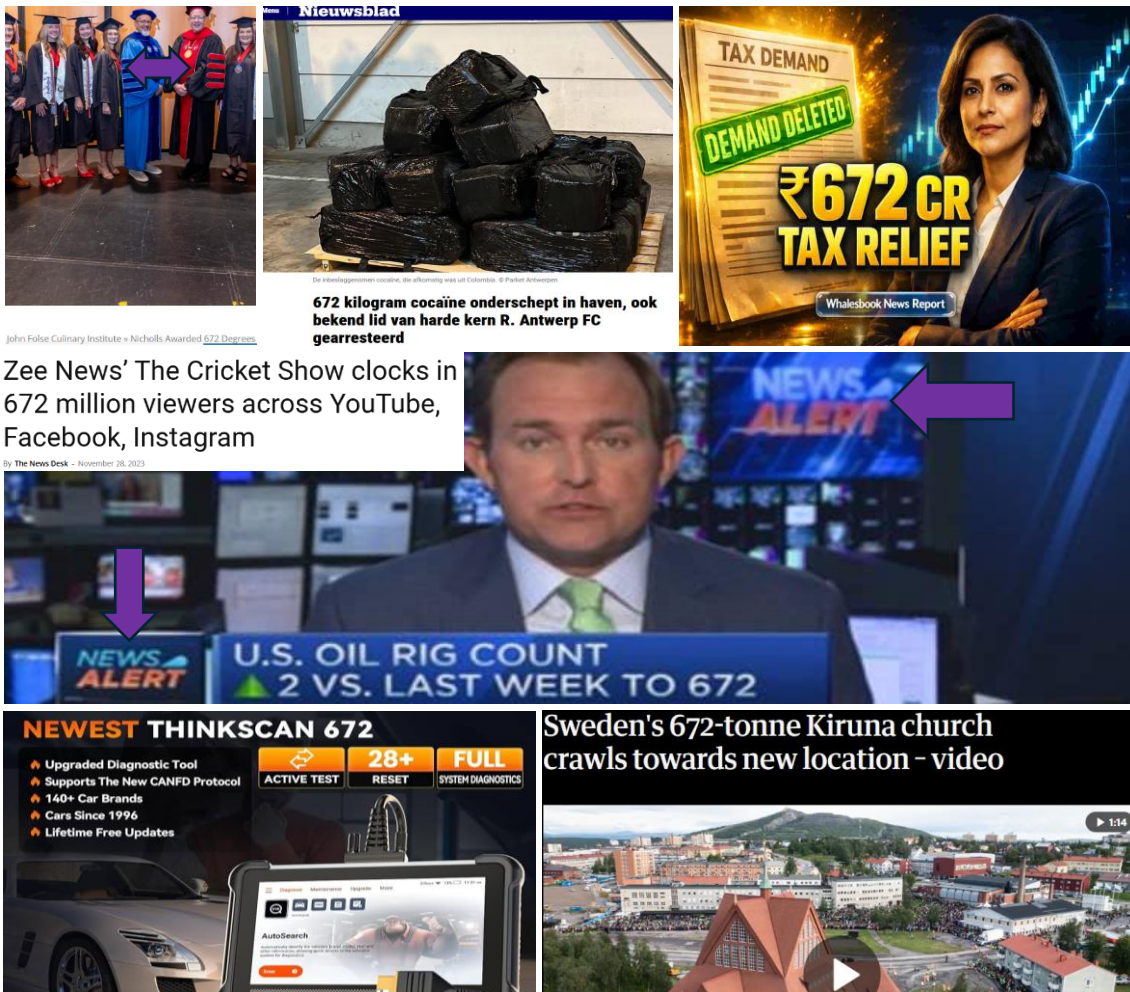 John Folse Culinary Institute » Nicholls Awarded 672 Degrees
Menu
Nieuwsblad
De inbeslaggenomen cocaïne, die afkomstig was uit Colombia. © Parket Antwerpen
672 kilogram cocaïne onderschept in haven, ook
bekend lid van harde kern R. Antwerp FC
gearresteerd
TAX DEMAND
DEMAND DELETED
₹672 CR
TAX RELIEF
Whalesbook News Report
Zee News’ The Cricket Show clocks in
672 million viewers across YouTube,
Facebook, Instagram
By The News Desk - November 28, 2023
NEWS
ALERT
NEWS
ALERT
U.S. OIL RIG COUNT
2 VS. LAST WEEK TO 672
NEWEST THINKSCAN 672
Upgraded Diagnostic Tool
Supports The New CANFD Protocol
140+ Car Brands
Cars Since 1996
Lifetime Free Updates
ACTIVE TEST
28+
RESET
FULL
SYSTEM DIAGNOSTICS
Diagnose Maintenance Upgrade More
AutoSearch
Sweden's 672-tonne Kiruna church
crawls towards new location – video
1:14